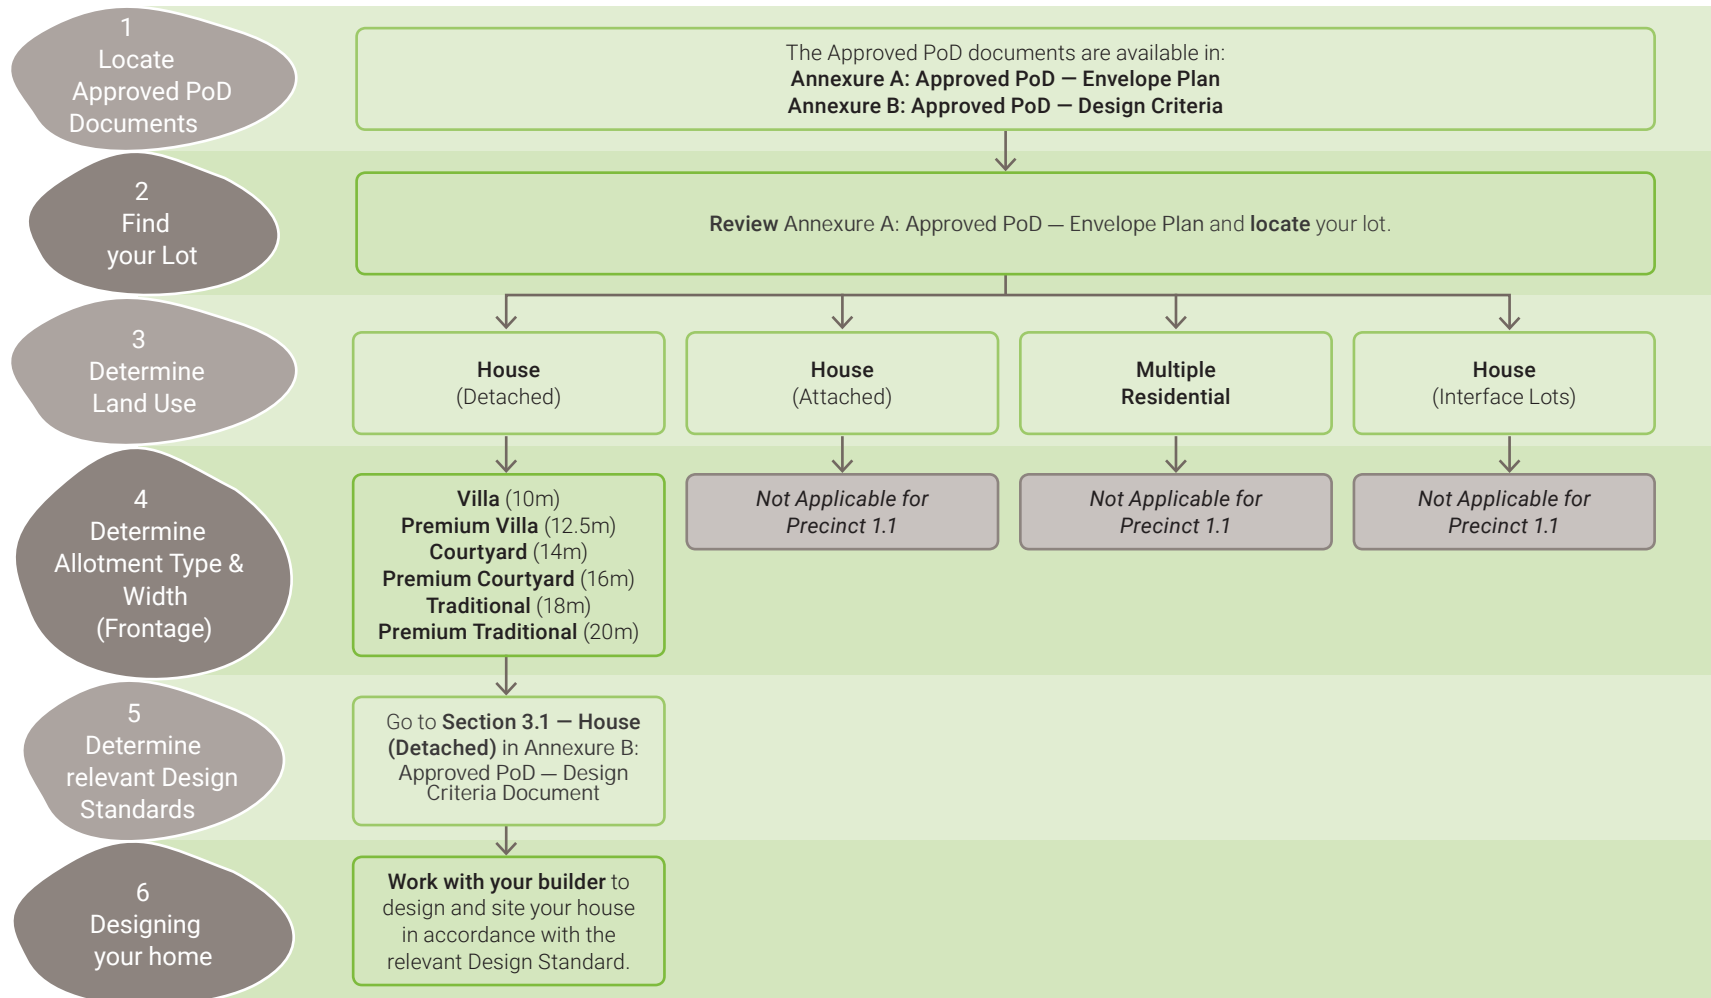 1
Locate
Approved PoD
Documents
The Approved PoD documents are available in:
Annexure A: Approved PoD — Envelope Plan
Annexure B: Approved PoD — Design Criteria
2
Find
your Lot
Review Annexure A: Approved PoD — Envelope Plan and locate your lot.
3
Determine
Land Use
House
(Detached)
House
(Attached)
Multiple
Residential
House
(Interface Lots)
4
Determine
Allotment Type &
Width
(Frontage)
Villa (10m)
Premium Villa (12.5m)
Courtyard (14m)
Premium Courtyard (16m)
Traditional (18m)
Premium Traditional (20m)
Not Applicable for
Precinct 1.1
Not Applicable for
Precinct 1.1
Not Applicable for
Precinct 1.1
5
Determine
relevant Design
Standards
Go to Section 3.1 — House
(Detached) in Annexure B:
Approved PoD — Design
Criteria Document
6
Designing
your home
Work with your builder to
design and site your house
in accordance with the
relevant Design Standard.